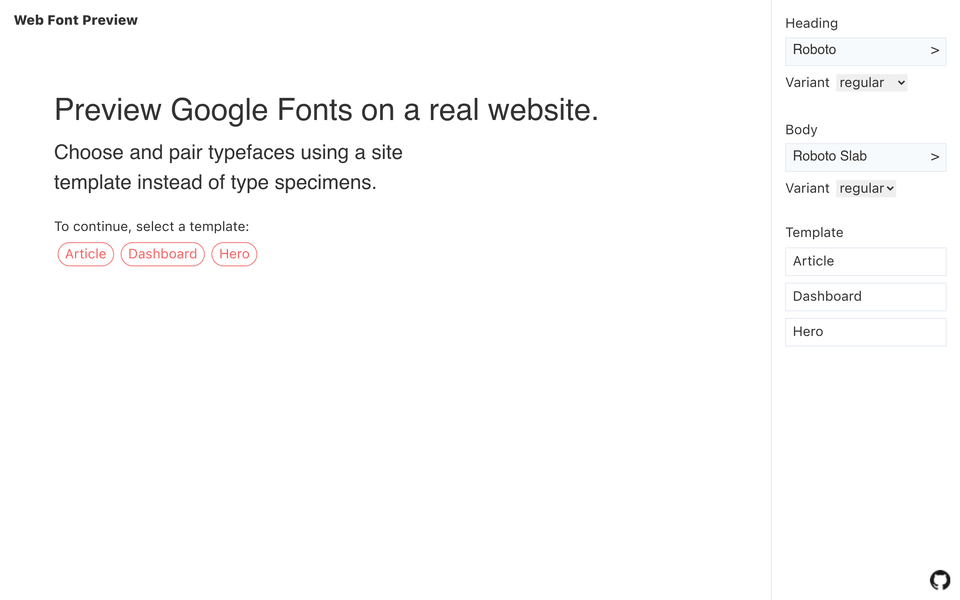 Web Font Preview
Preview Google Fonts on a real website.
Choose and pair typefaces using a site
template instead of type specimens.
To continue, select a template:
Article Dashboard Hero
Heading
Roboto >
Variant regular
Body
Roboto Slab >
Variant regular
Template
Article
Dashboard
Hero